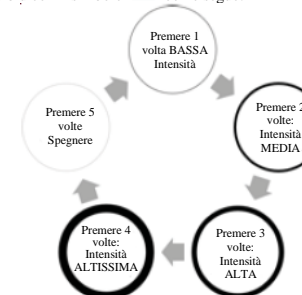 Premere 1
volta BASSA
Intensità
Premere 2
volte:
Intensità
MEDIA
Premere 3
volte:
Intensità
ALTA
Premere 4
volte:
Intensità
ALTISSIMA
Premere 5
volte
Spegnere